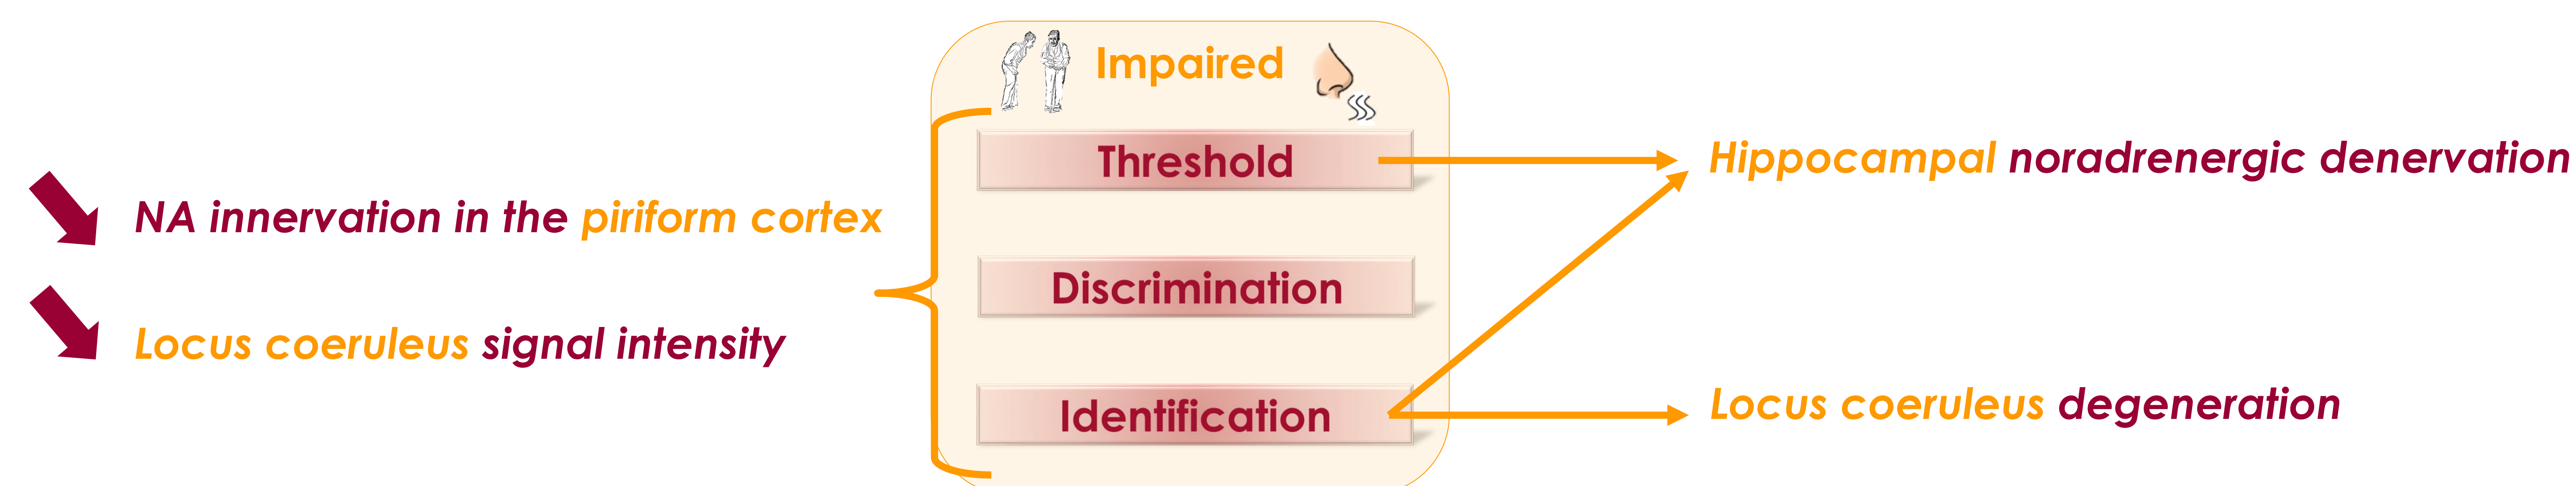 Impaired
Threshold
Discrimination
Identification
NA innervation in the piriform cortex
Locus coeruleus signal intensity
Hippocampal noradrenergic denervation
Locus coeruleus degeneration